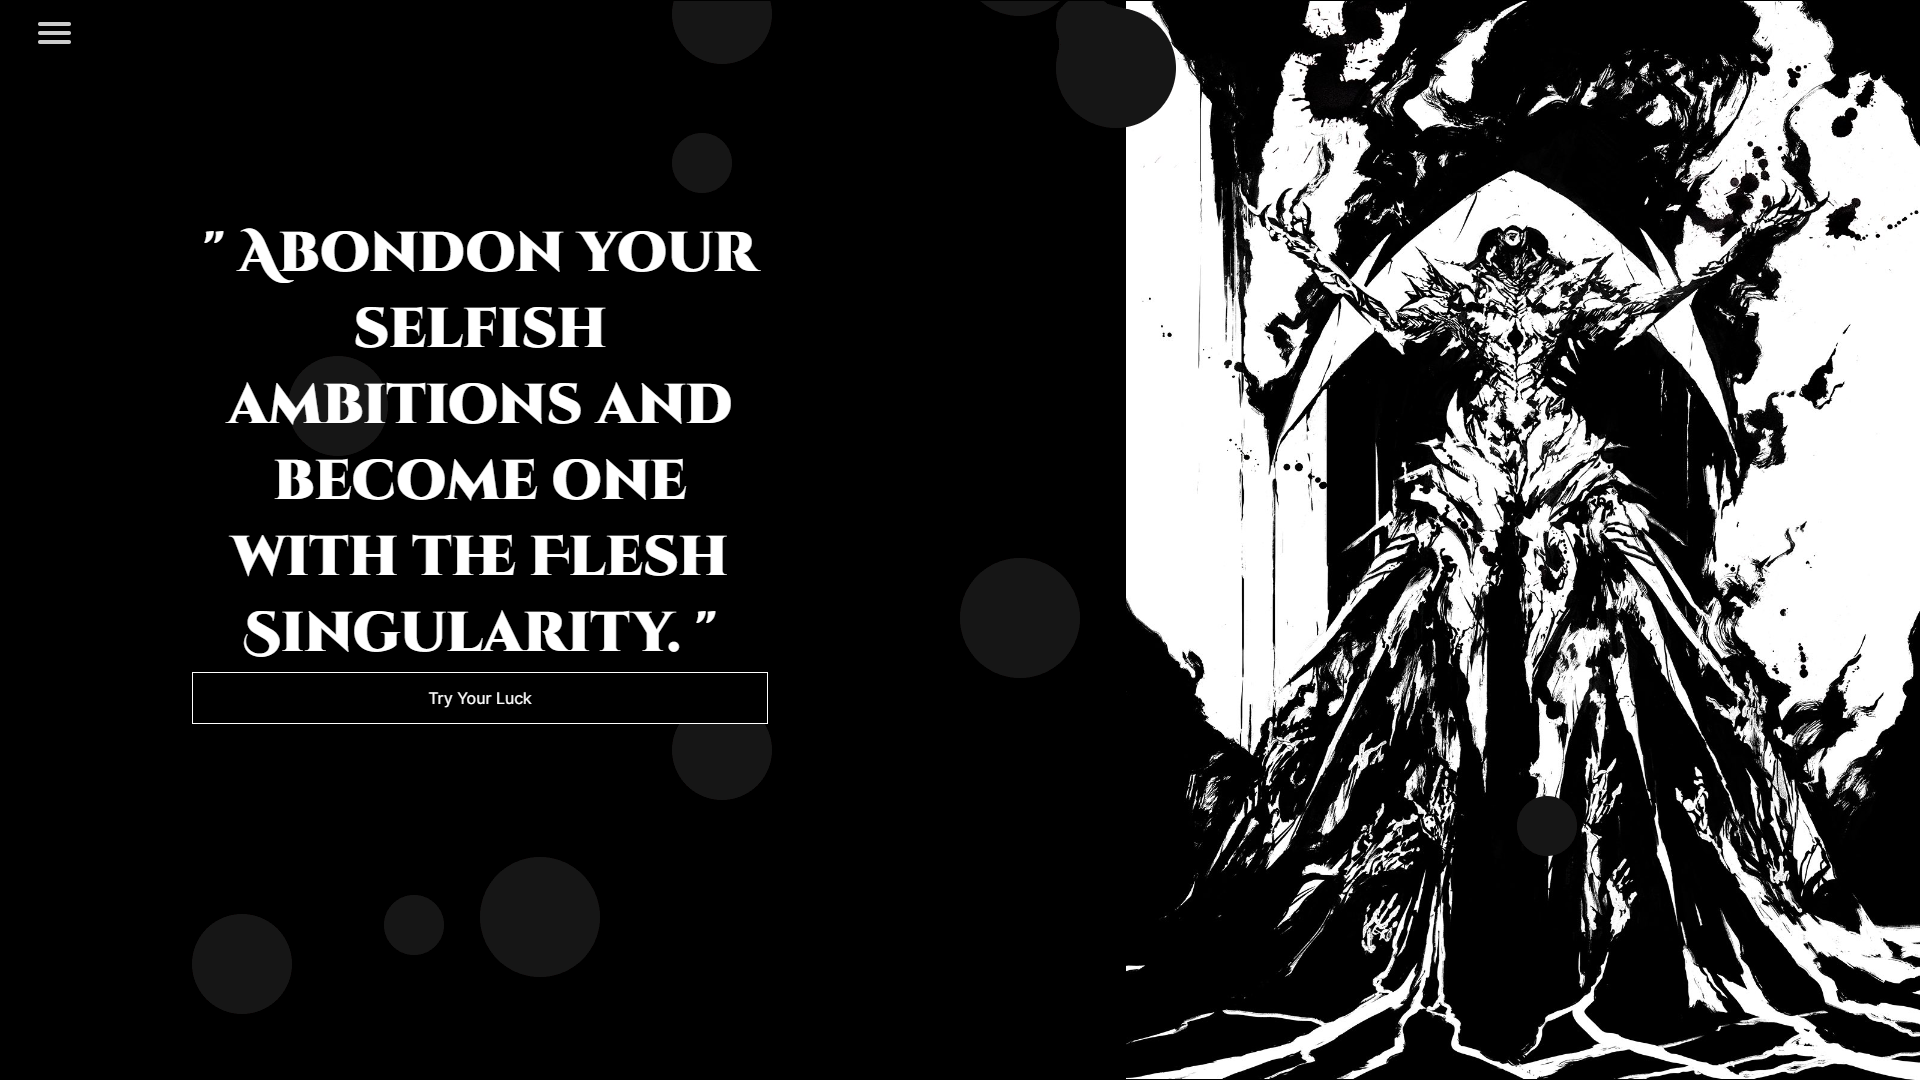 " Abondon your
selfish
ambitions and
become one
with the Flesh
Singularity. "
Try Your Luck